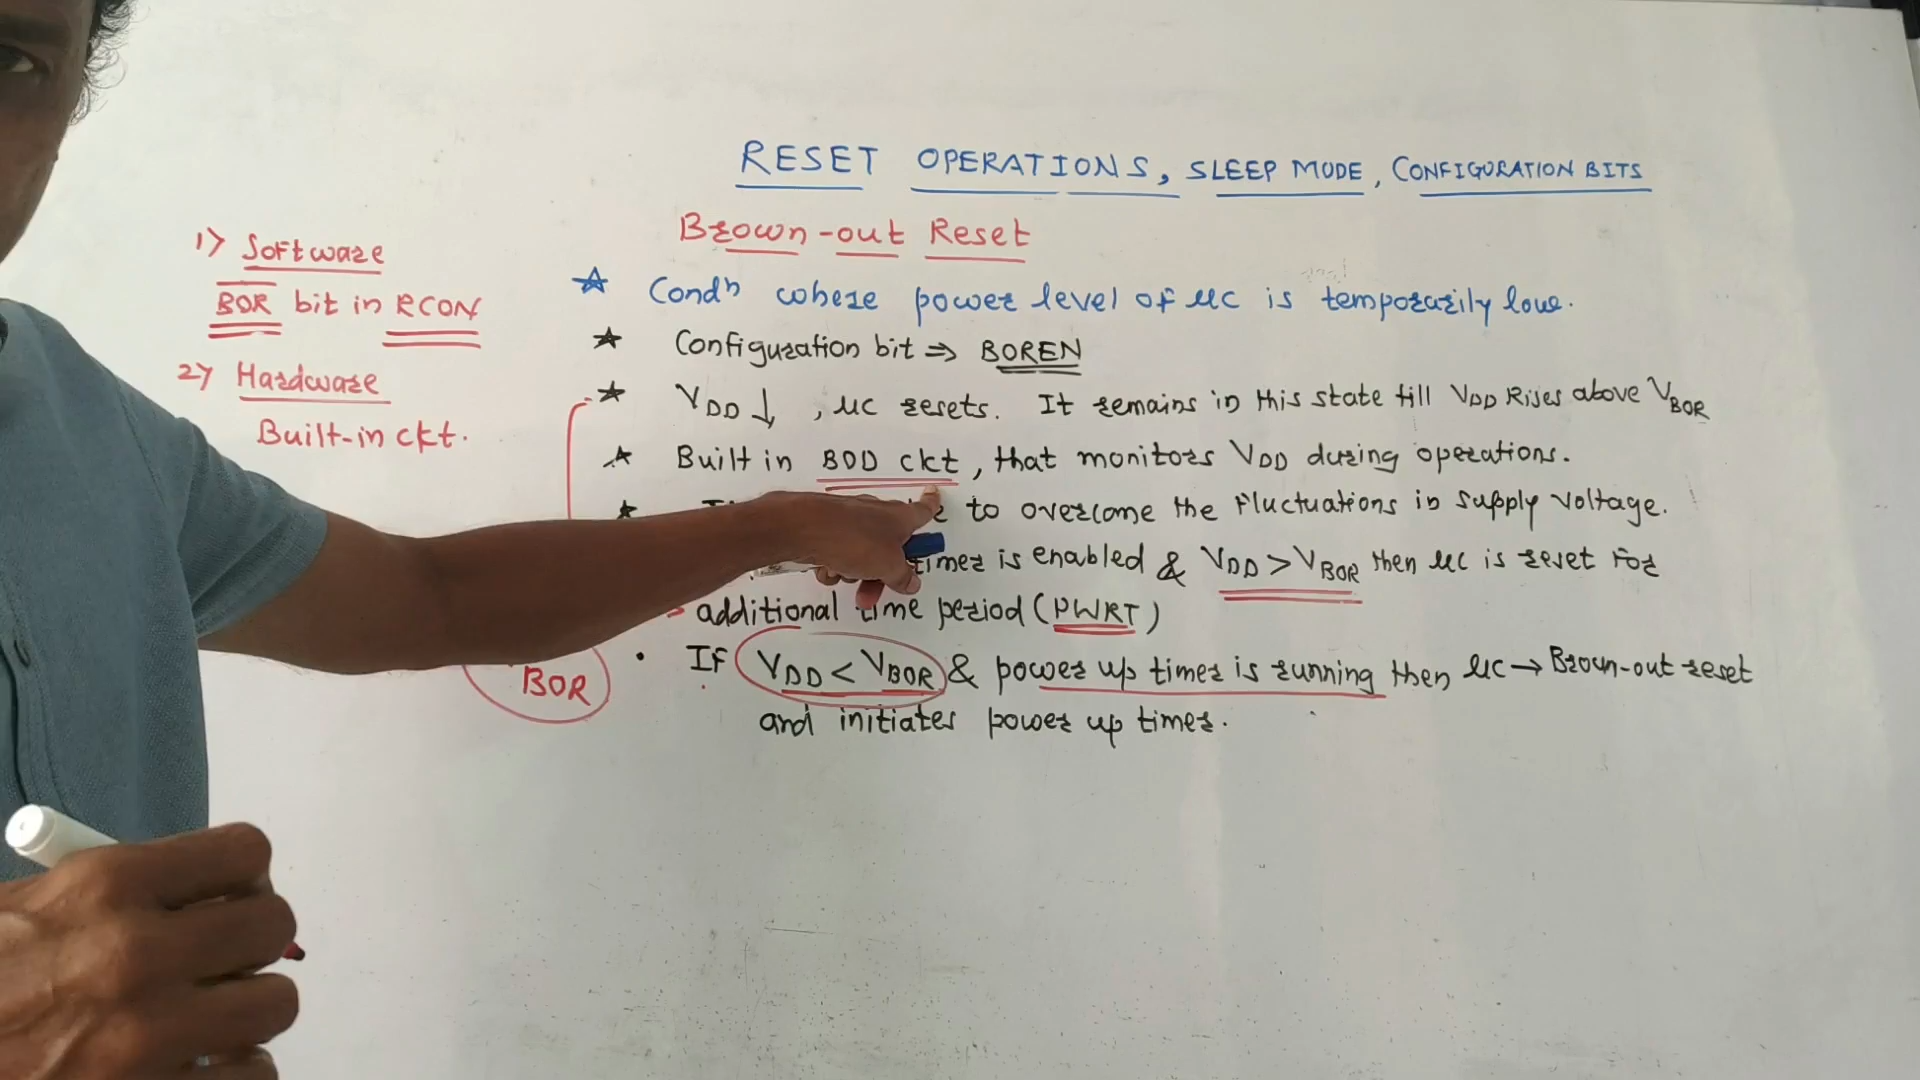 RESET OPERATIONS, SLEEP MODE, CONFIGURATION BITS
Brown-out Reset
1) Software
BOR bit in RCON
2) Hardware
Built-in ckt.
☆ Condn where power level of µC is temporarily low.
☆ Configuration bit ⇒ BOREN
☆ VDD ↓, µC resets. It remains in this state till VDD Rises above VBOR
☆ Built in BOD ckt, that monitors VDD during operations.
☆ to overcome the Fluctuations in supply voltage.
timer is enabled & VDD > VBOR then µC is reset For
additional time period (PWRT)
• If VDD < VBOR & power up timer is running then µC → Brown-out reset
and initiates power up timer.
BOR